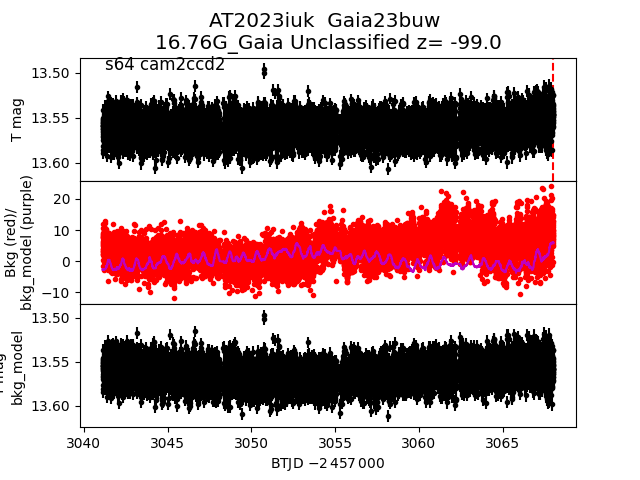 AT2023iuk  Gaia23buw
16.76G_Gaia Unclassified z= -99.0
s64 cam2ccd2
T mag
13.50
13.55
13.60
Bkg (red)/
bkg_model (purple)
20
10
0
−10
mag
bkg_model
13.50
13.55
13.60
3040
3045
3050
3055
3060
3065
BTJD −2 457 000